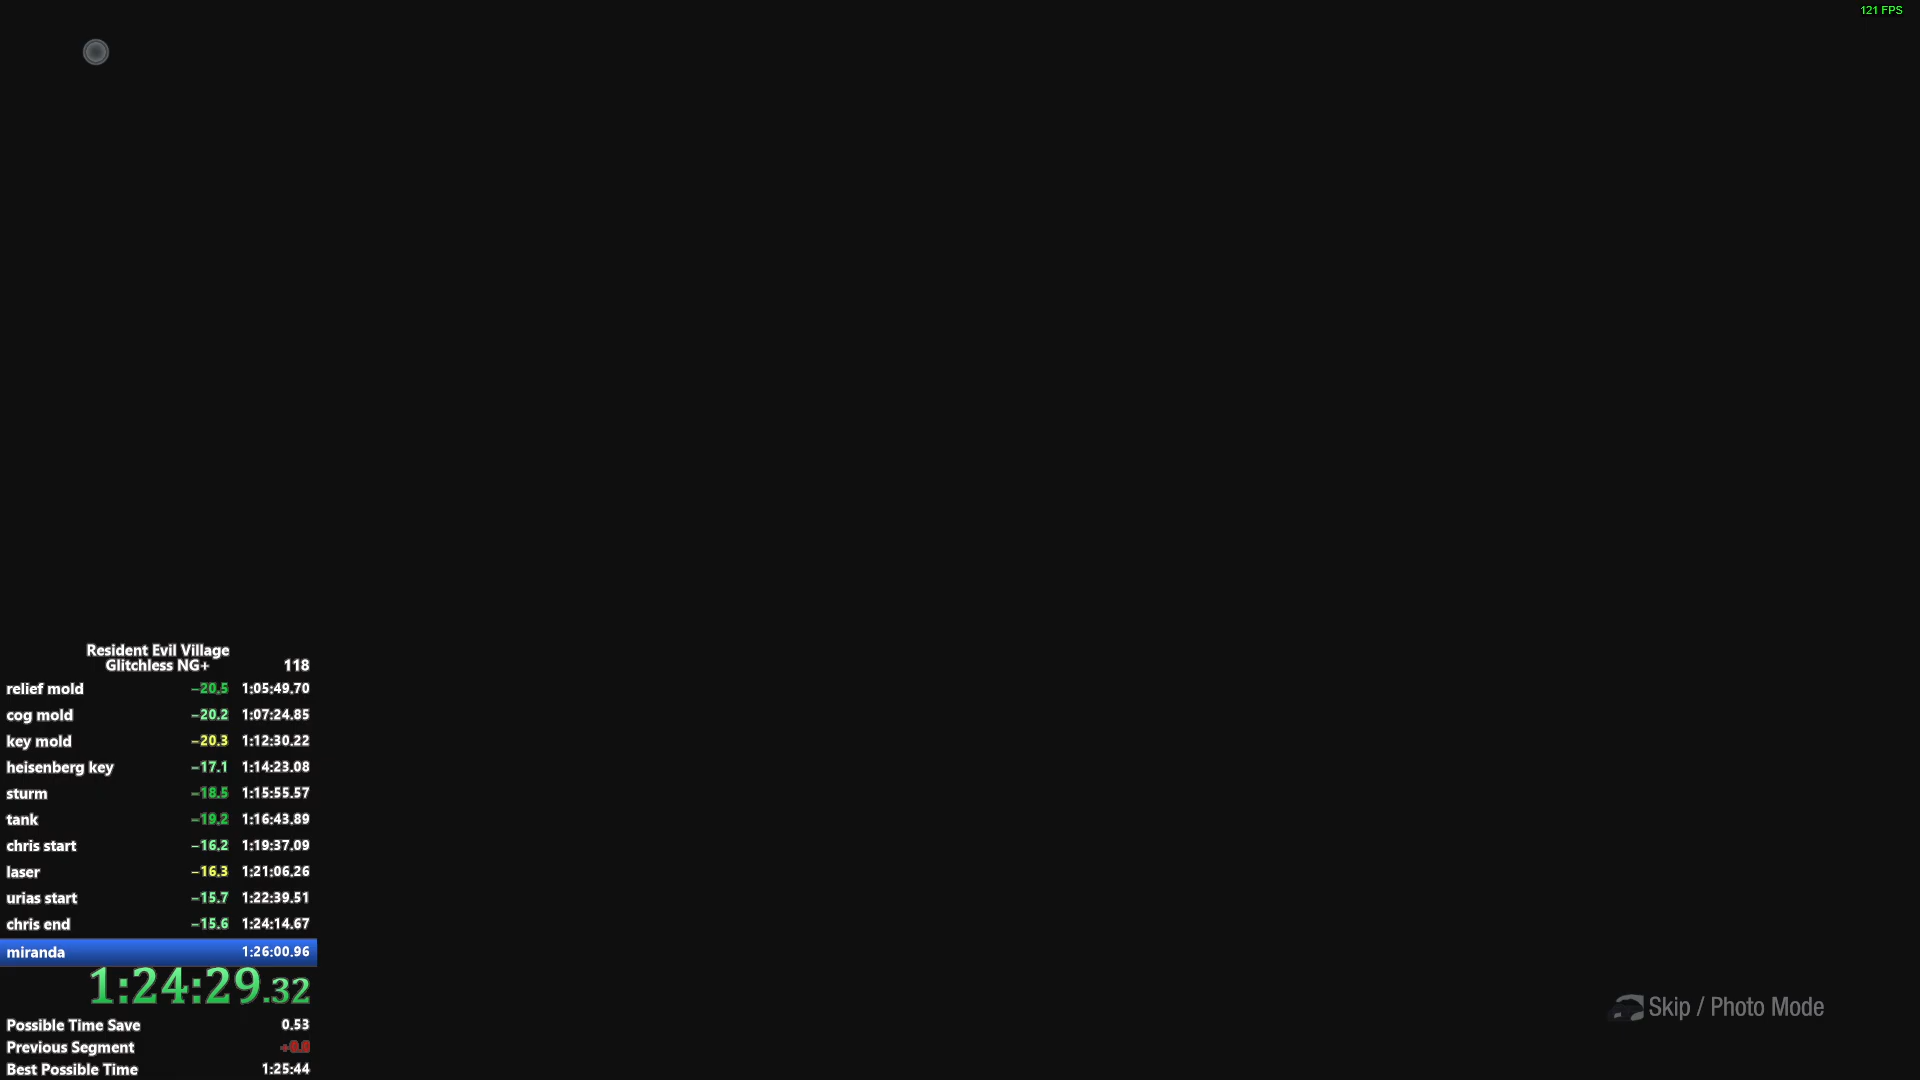 121 FPS
Resident Evil Village
Glitchless NG+ 118
relief mold −20.5 1:05:49.70
cog mold −20.2 1:07:24.85
key mold −20.3 1:12:30.22
heisenberg key −17.1 1:14:23.08
sturm −18.5 1:15:55.57
tank −19.2 1:16:43.89
chris start −16.2 1:19:37.09
laser −16.3 1:21:06.26
urias start −15.7 1:22:39.51
chris end −15.6 1:24:14.67
miranda 1:26:00.96
1:24:29.32
Skip / Photo Mode
Possible Time Save 0.53
Previous Segment +0.0
Best Possible Time 1:25:44